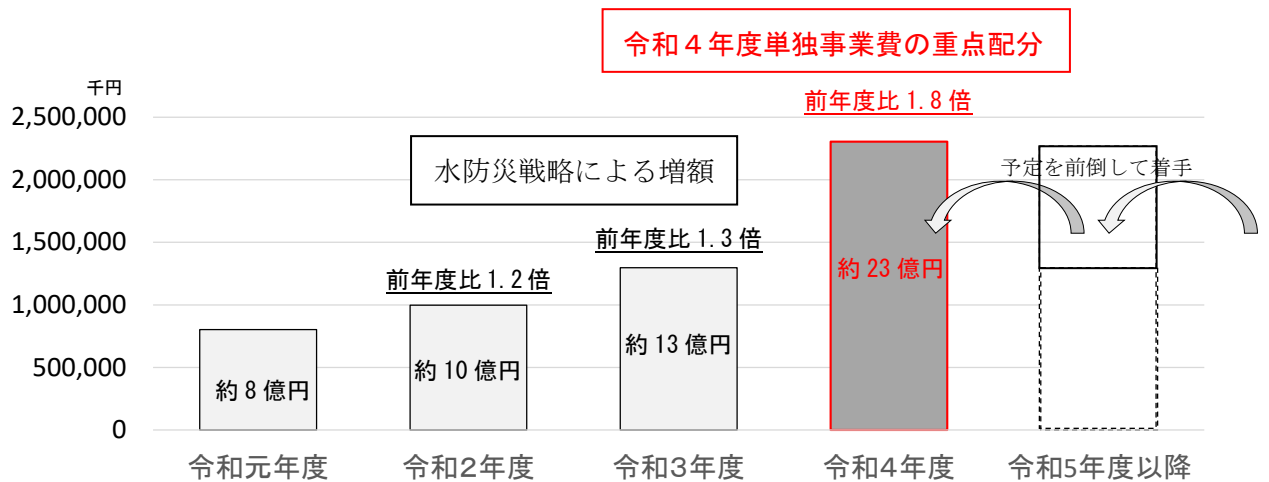 令和４年度単独事業費の重点配分
千円
前年度比 1.8 倍
2,500,000
水防災戦略による増額
予定を前倒して着手
2,000,000
前年度比 1.3 倍
1,500,000
約 23 億円
前年度比 1.2 倍
1,000,000
約 13 億円
約 10 億円
500,000
約 8 億円
0
令和元年度
令和２年度
令和３年度
令和４年度
令和5年度以降